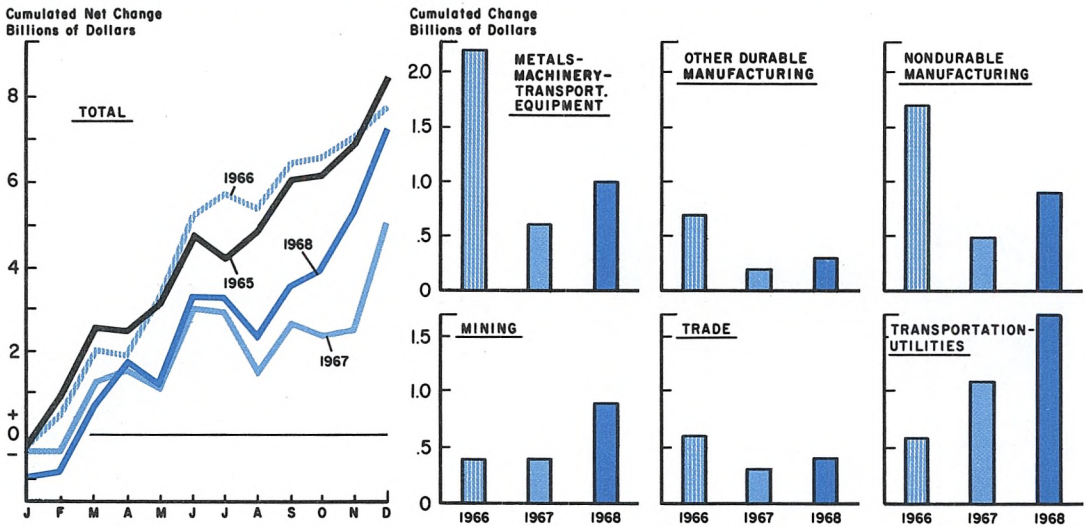 Cumulated Net Change
Billions of Dollars
8
6
4
2
+
0
–
TOTAL
1966
1968
1965
1967
J F M A M J J A S O N D
Cumulated Change
Billions of Dollars
2.0
1.5
1.0
.5
0
METALS-
MACHINERY-
TRANSPORT.
EQUIPMENT
OTHER DURABLE
MANUFACTURING
NONDURABLE
MANUFACTURING
1.5
1.0
.5
0
MINING
TRADE
TRANSPORTATION-
UTILITIES
1966 1967 1968
1966 1967 1968
1966 1967 1968